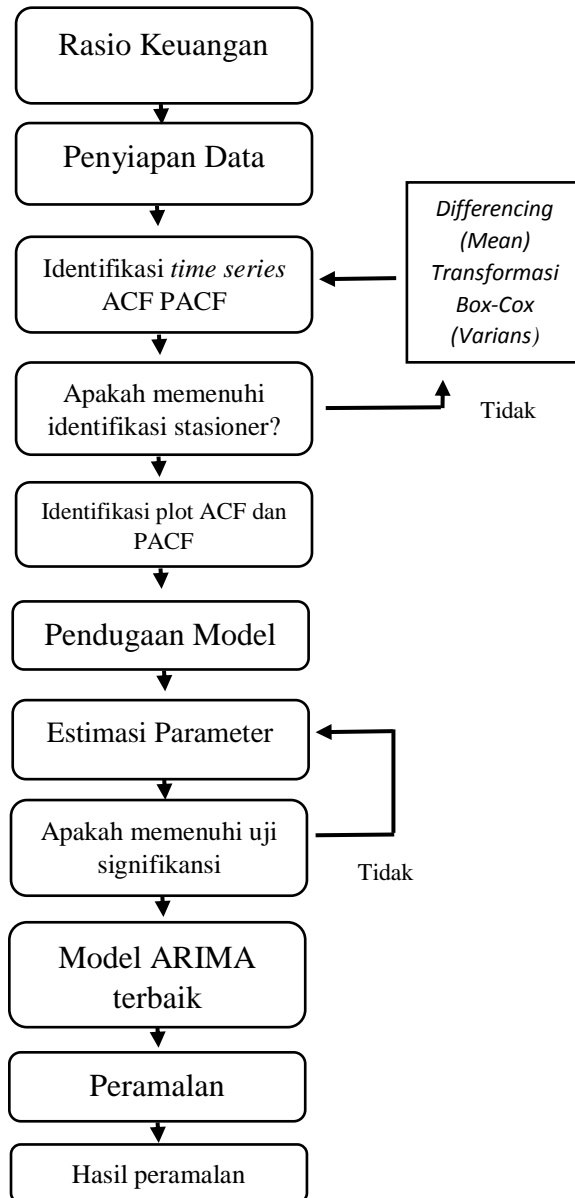 Rasio Keuangan
Penyiapan Data
Differencing
(Mean)
Transformasi
Box-Cox
(Varians)
Identifikasi time series
ACF PACF
Apakah memenuhi
identifikasi stasioner?
Tidak
Identifikasi plot ACF dan
PACF
Pendugaan Model
Estimasi Parameter
Apakah memenuhi uji
signifikansi
Tidak
Model ARIMA
terbaik
Peramalan
Hasil peramalan